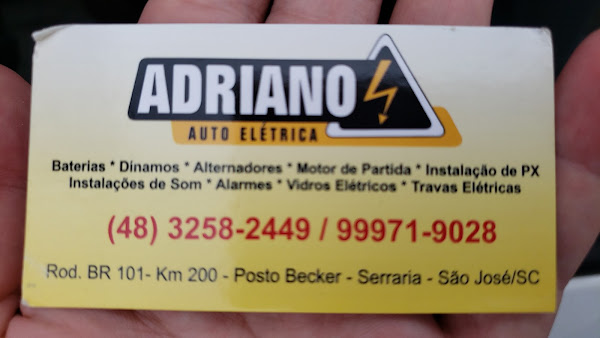 ADRIANO
AUTO ELÉTRICA
Baterias * Dínamos * Alternadores * Motor de Partida * Instalação de PX
Instalações de Som * Alarmes * Vidros Elétricos * Travas Elétricas
(48) 3258-2449 / 99971-9028
Rod. BR 101- Km 200 - Posto Becker - Serraria - São José/SC